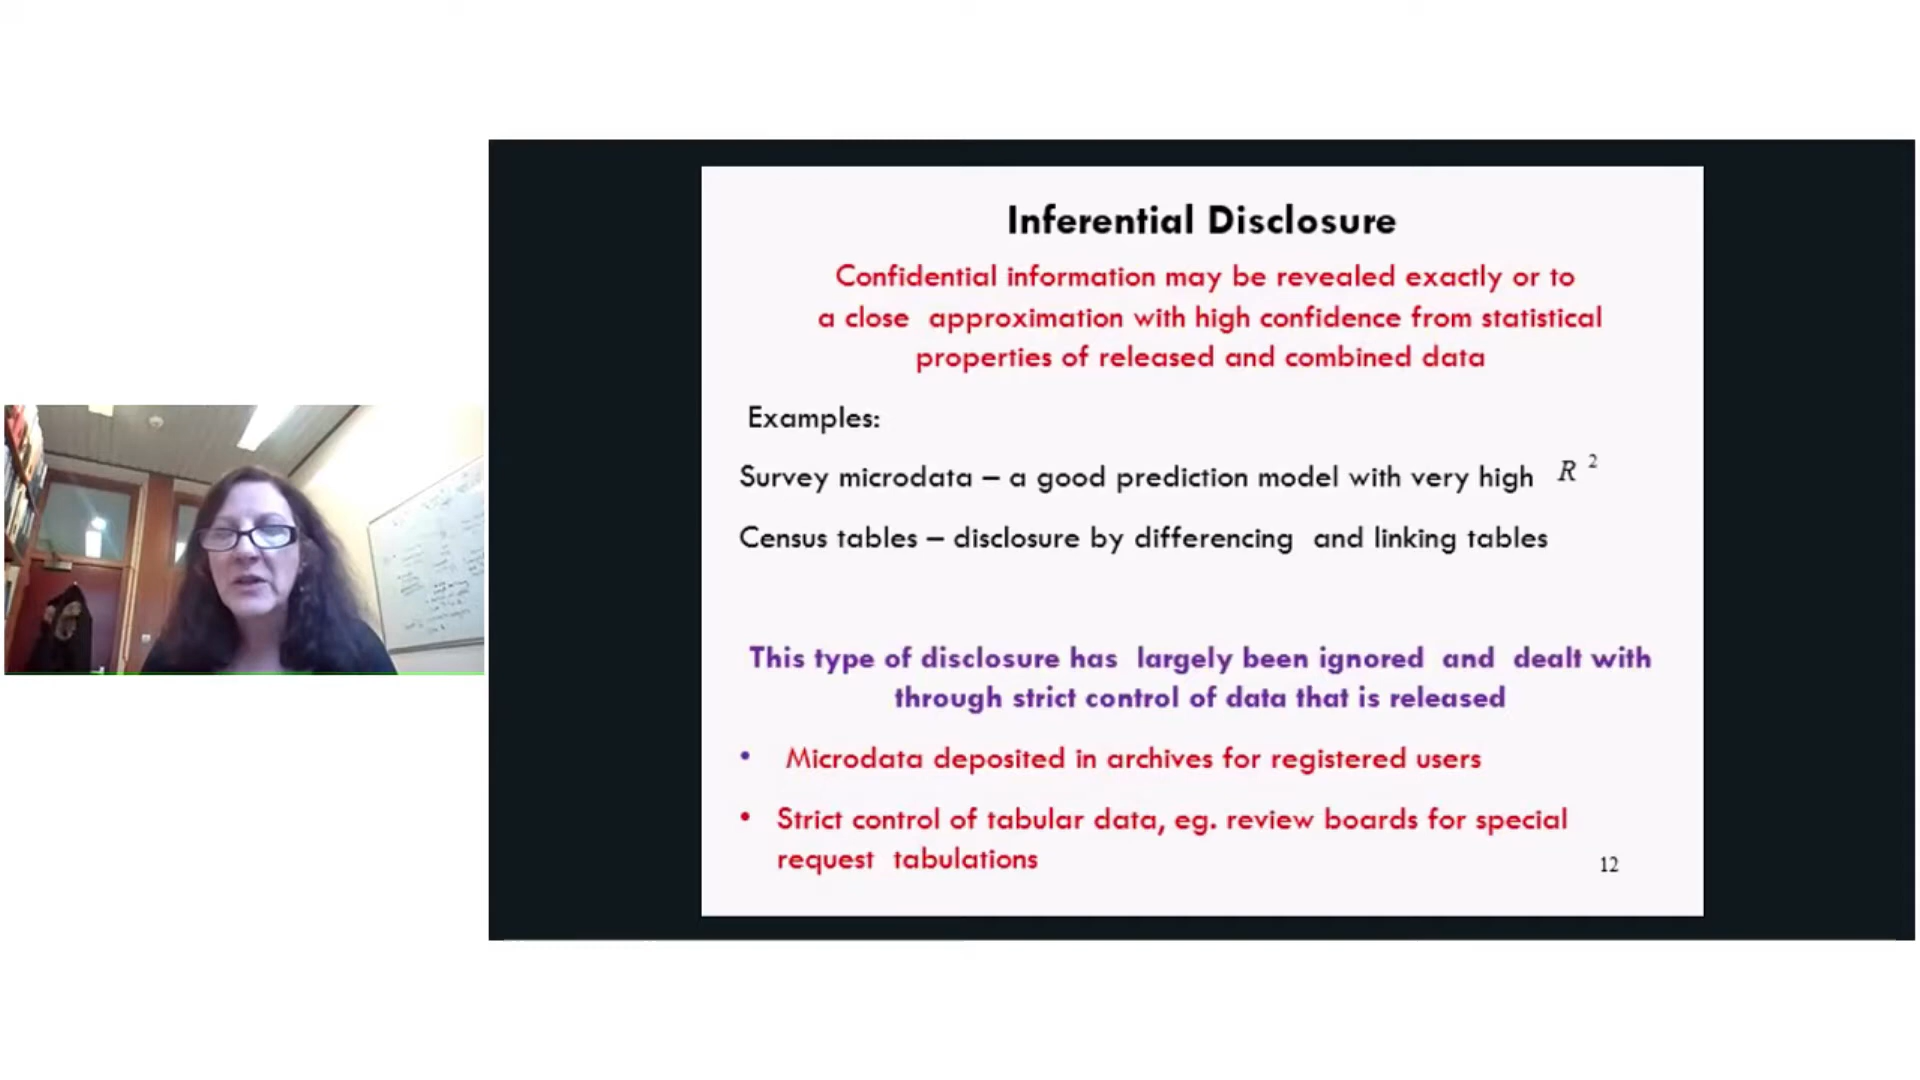 Inferential Disclosure
Confidential information may be revealed exactly or to
a close approximation with high confidence from statistical
properties of released and combined data
Examples:
Survey microdata – a good prediction model with very high R ²
Census tables – disclosure by differencing and linking tables
This type of disclosure has largely been ignored and dealt with
through strict control of data that is released
• Microdata deposited in archives for registered users
• Strict control of tabular data, eg. review boards for special
request tabulations
12